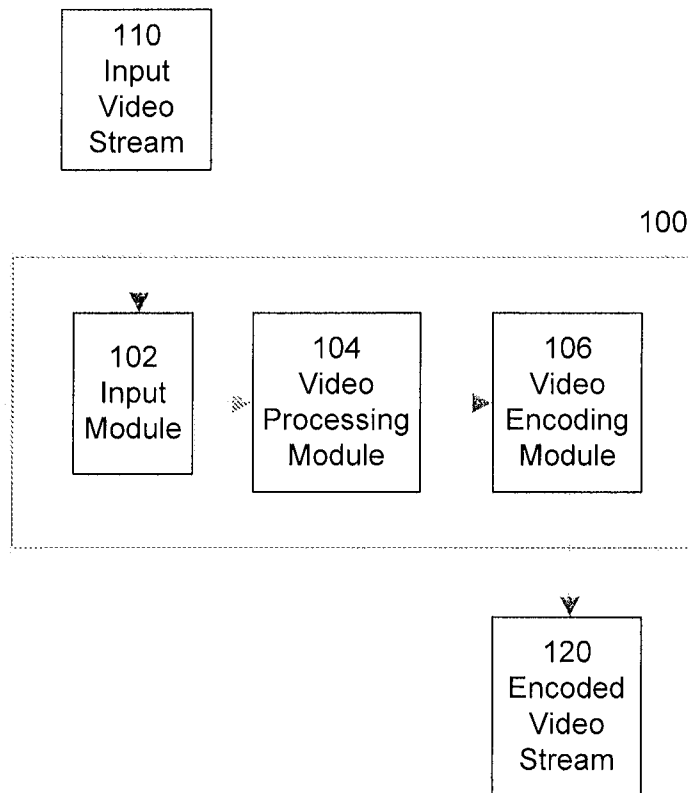 110
Input
Video
Stream
100
102
Input
Module
104
Video
Processing
Module
106
Video
Encoding
Module
120
Encoded
Video
Stream